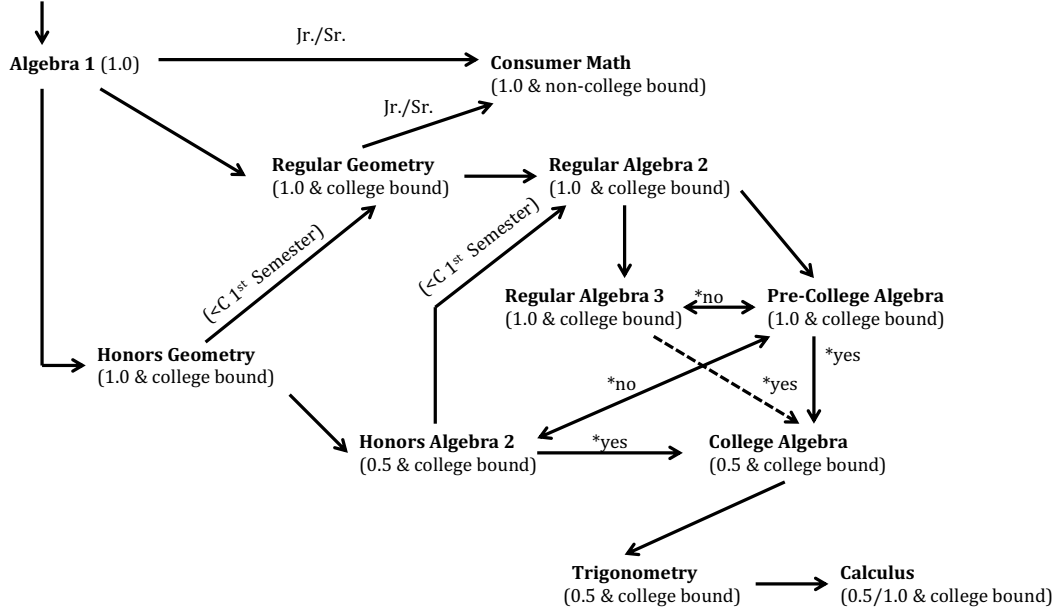 Jr./Sr.
Algebra 1 (1.0)
Consumer Math
(1.0 & non-college bound)
Jr./Sr.
Regular Geometry
(1.0 & college bound)
Regular Algebra 2
(1.0 & college bound)
(<C 1st Semester)
(<C 1st Semester)
Regular Algebra 3
(1.0 & college bound)
*no
Pre-College Algebra
(1.0 & college bound)
Honors Geometry
(1.0 & college bound)
*yes
*no
*yes
Honors Algebra 2
(0.5 & college bound)
*yes
College Algebra
(0.5 & college bound)
Trigonometry
(0.5 & college bound)
Calculus
(0.5/1.0 & college bound)